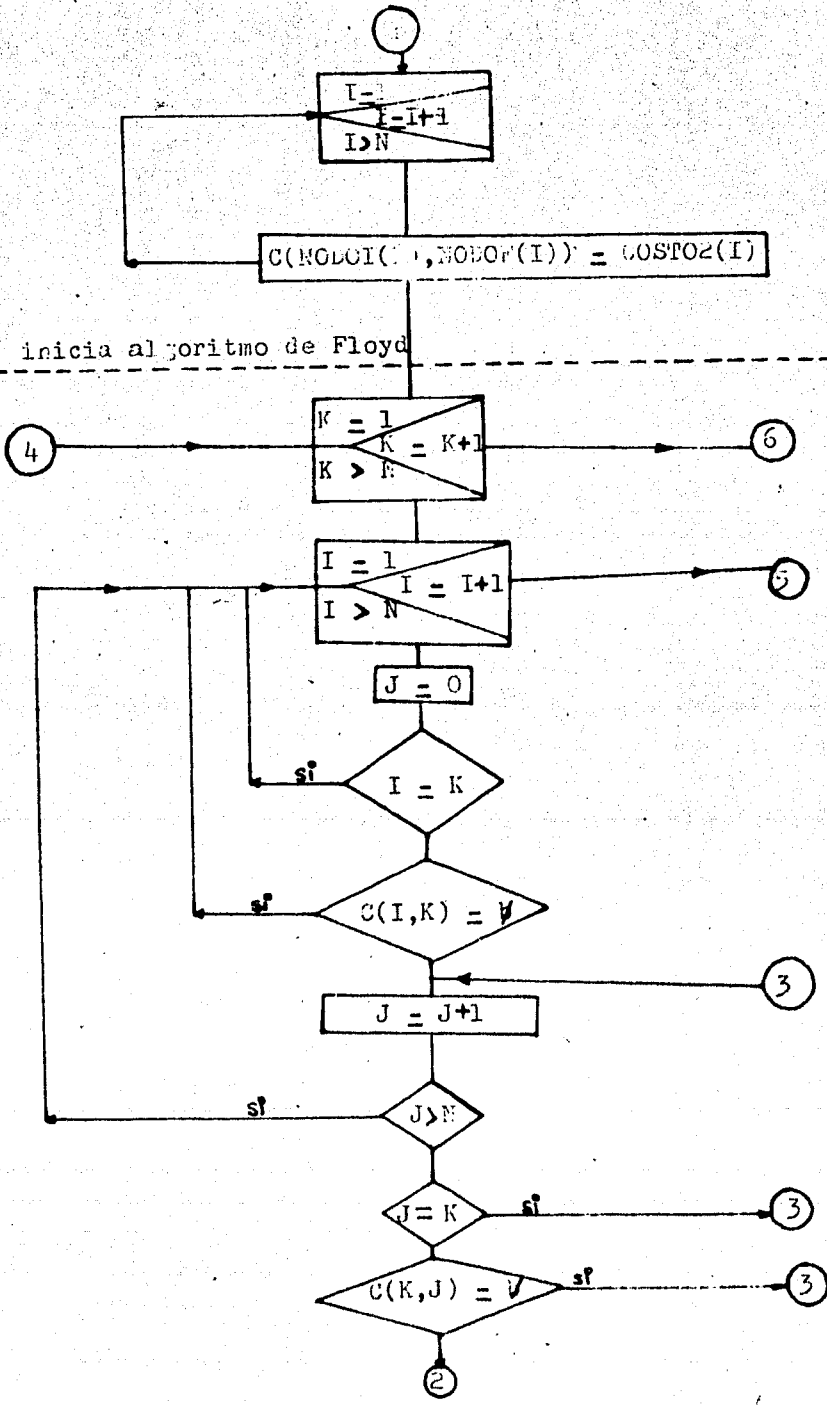 I=1
I=I+1
I>N
C(NODOI(I),NODOF(I)) = COSTO2(I)
inicia algoritmo de Floyd
K = 1
4
K = K+1
6
K > N
I = 1
I = I+1
5
I > N
J = 0
si
I = K
si
C(I,K) =
3
J = J+1
si
J>N
J= K
si
3
C(K,J) =
si
3
2